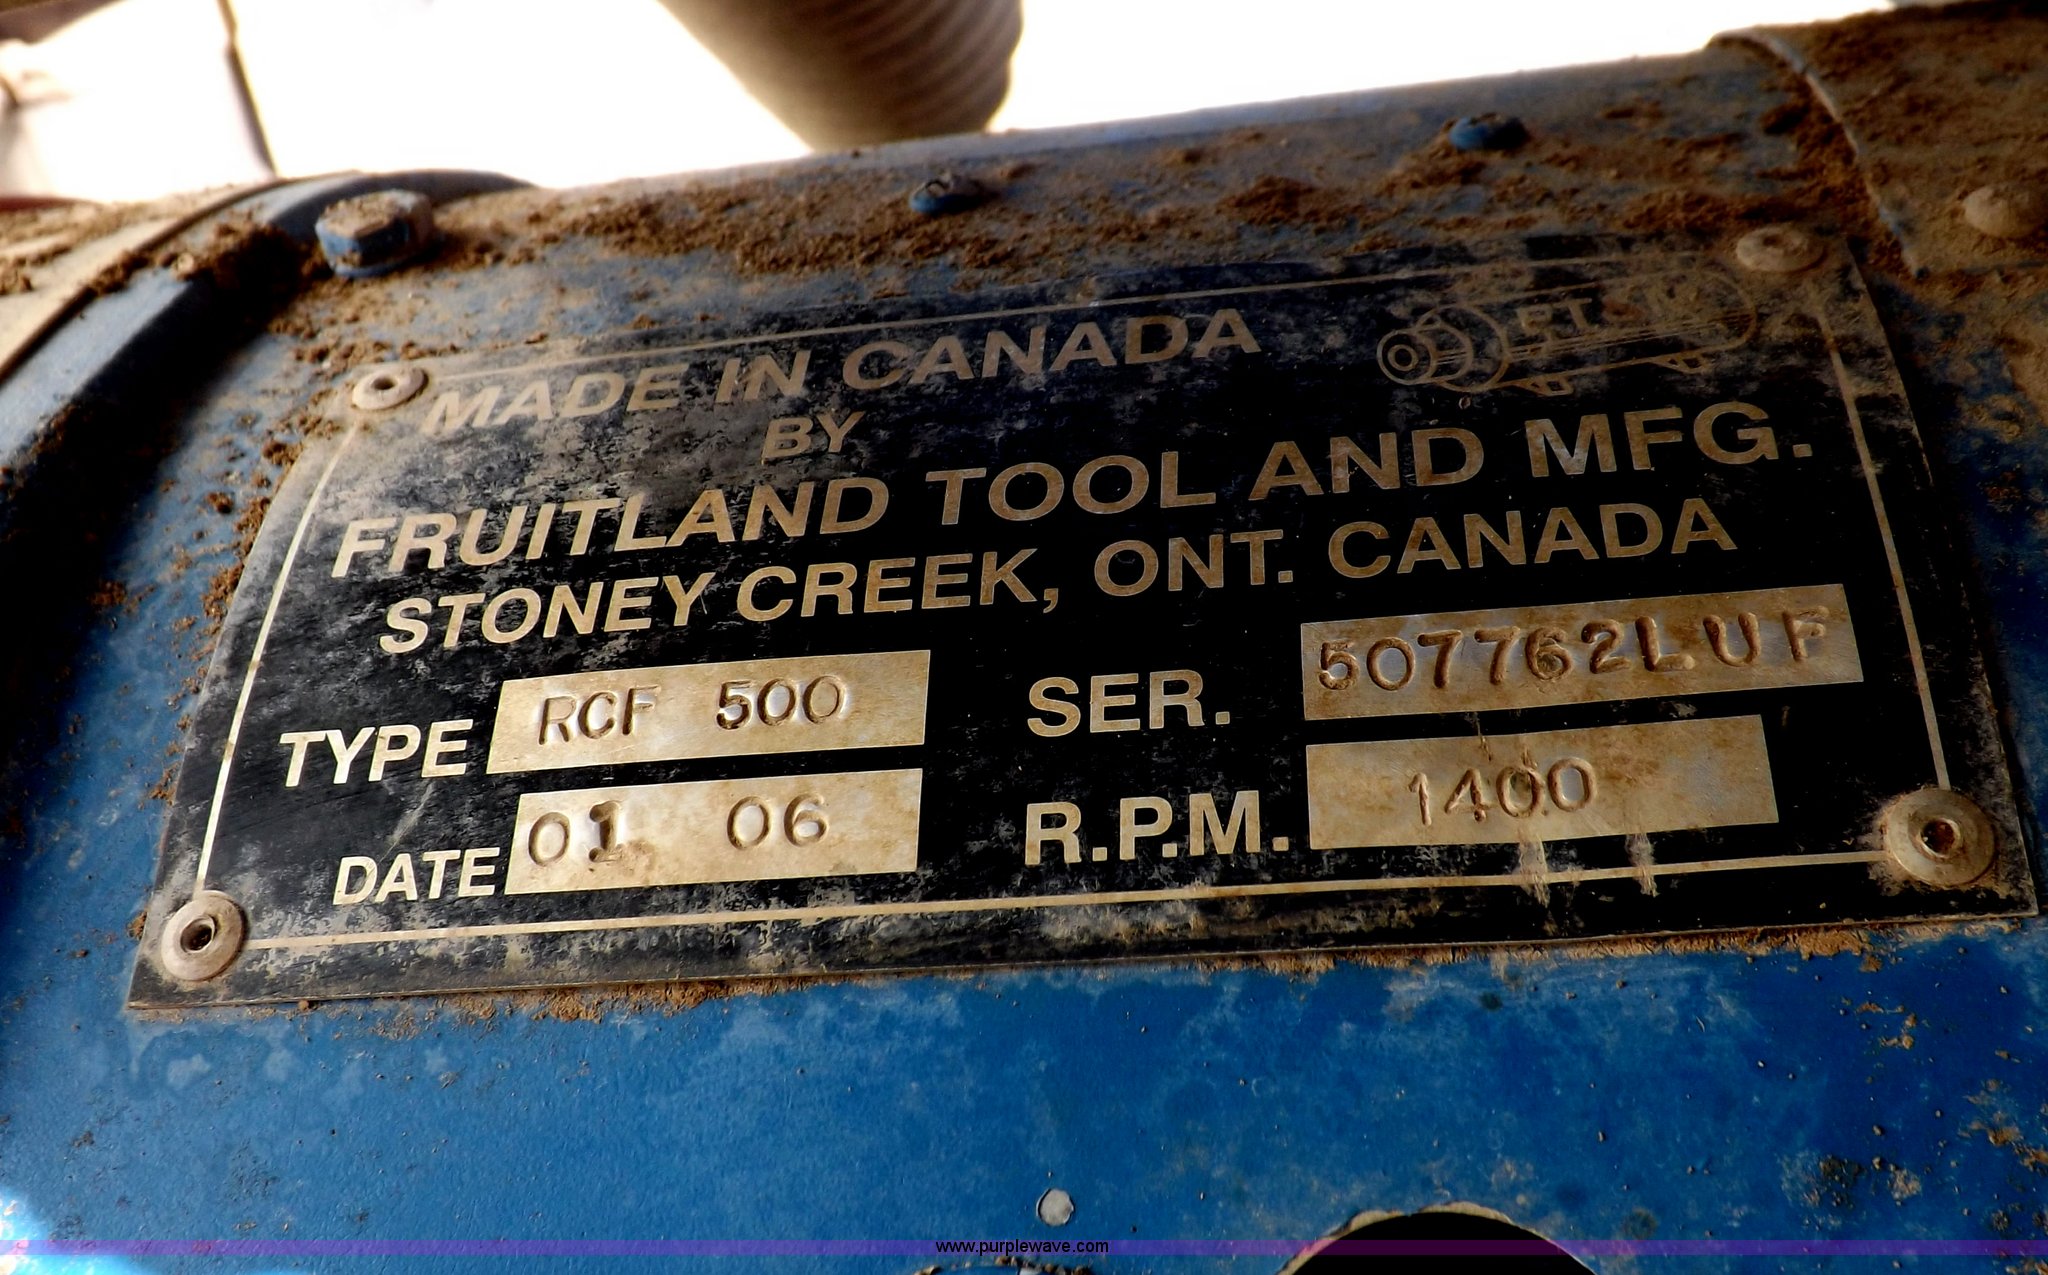 MADE IN CANADA
BY
FRUITLAND TOOL AND MFG.
STONEY CREEK, ONT. CANADA
TYPE RCF 500 SER. 507762LUF
DATE 01 06 R.P.M. 1400
www.purplewave.com